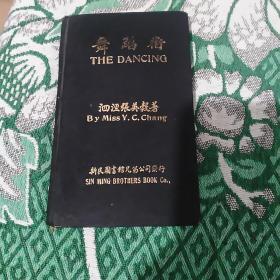 舞蹈術
THE DANCING
泗涇張英穀著
By Miss Y. C. Chang
新民圖書館兄弟公司發行
SIN MING BROTHERS BOOK Co.,